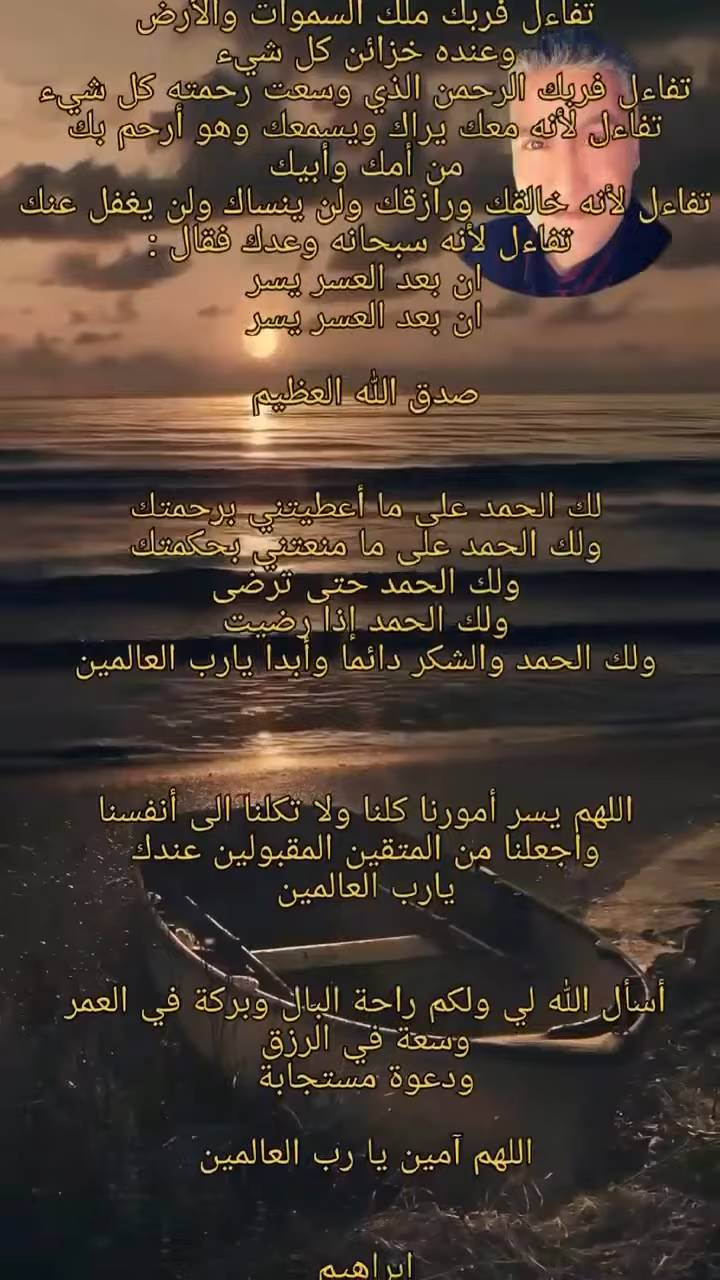 تفاءل فربك ملك السموات والأرض
وعنده خزائن كل شيء
تفاءل فربك الرحمن الذي وسعت رحمته كل شيء
تفاءل لأنه معك يراك ويسمعك وهو أرحم بك
من أمك وأبيك
تفاءل لأنه خالقك ورازقك ولن ينساك ولن يغفل عنك
تفاءل لأنه سبحانه وعدك فقال :
ان بعد العسر يسر
ان بعد العسر يسر
صدق الله العظيم
لك الحمد على ما أعطيتني برحمتك
ولك الحمد على ما منعتني بحكمتك
ولك الحمد حتى ترضى
ولك الحمد إذا رضيت
ولك الحمد والشكر دائما وأبدا يارب العالمين
اللهم يسر أمورنا كلنا ولا تكلنا الى أنفسنا
واجعلنا من المتقين المقبولين عندك
يارب العالمين
أسأل الله لي ولكم راحة البال وبركة في العمر
وسعة في الرزق
ودعوة مستجابة
اللهم آمين يا رب العالمين
ابراهيم